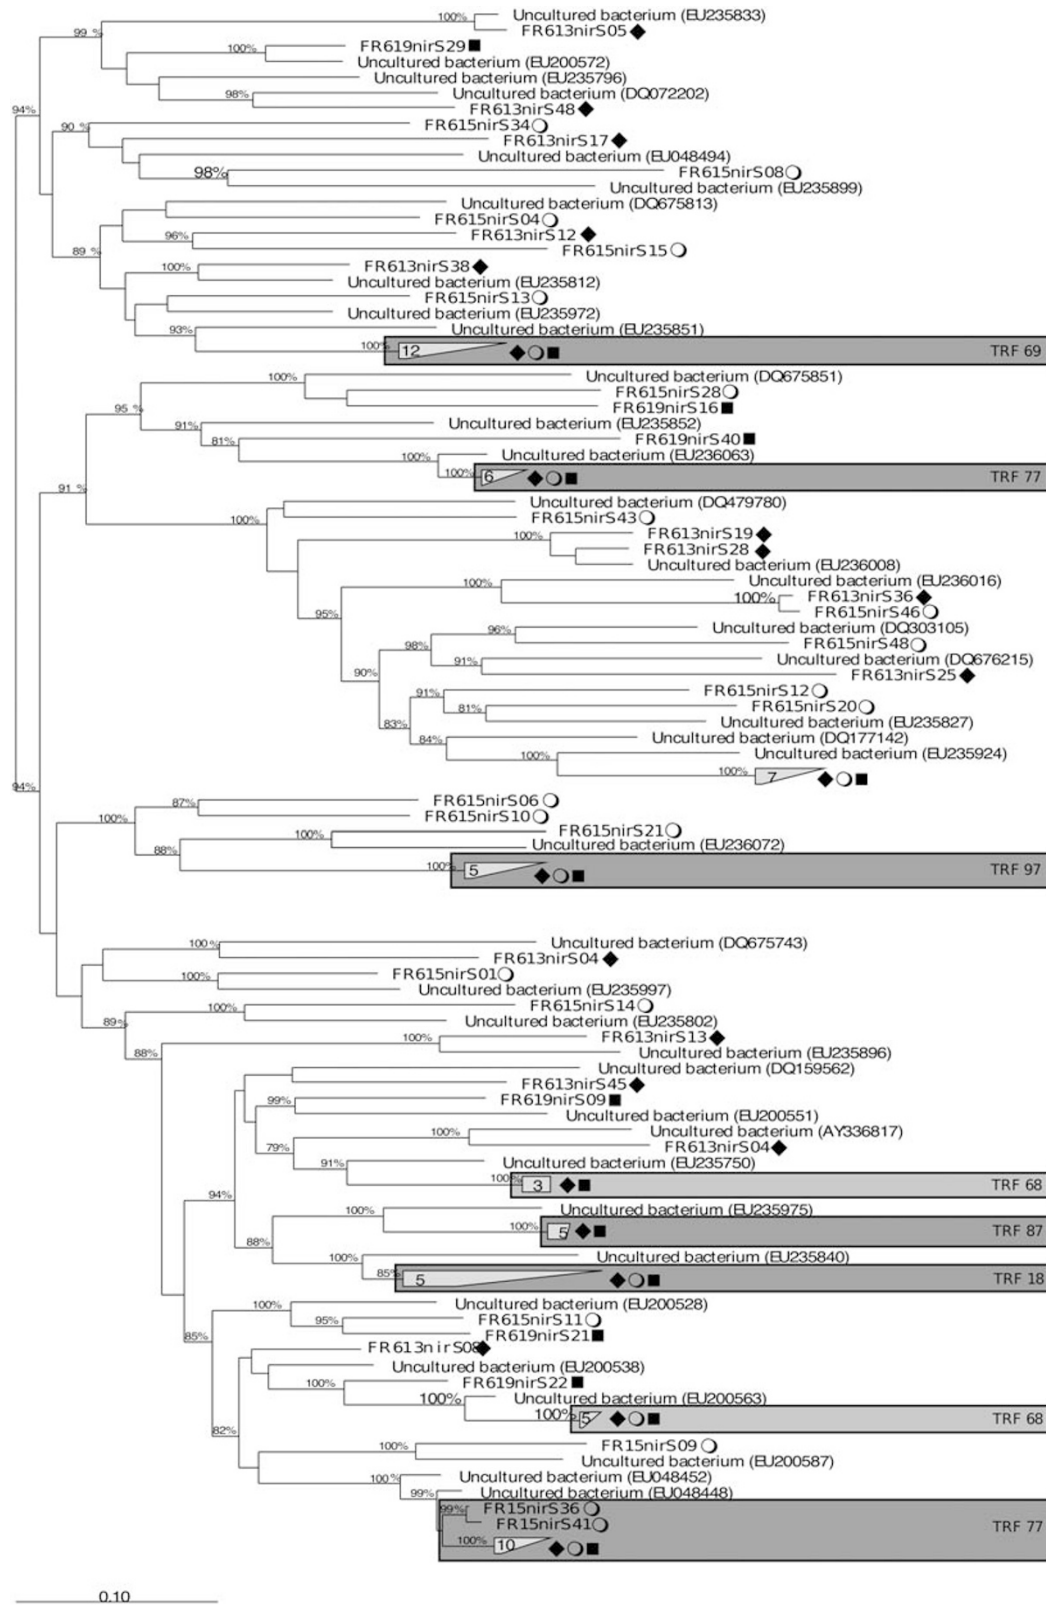 100% Uncultured bacterium (EU235833)
99 % FR613nirS05
FR619nirS29
100%
Uncultured bacterium (EU200572)
Uncultured bacterium (EU235796)
98% Uncultured bacterium (DQ072202)
94% FR613nirS48
90 % FR615nirS34
FR613nirS17
Uncultured bacterium (EU048494)
98% FR615nirS08
Uncultured bacterium (EU235899)
Uncultured bacterium (DQ675813)
FR615nirS04
96% FR613nirS12
89 % FR615nirS15
100% FR613nirS38
Uncultured bacterium (EU235812)
FR615nirS13
Uncultured bacterium (EU235972)
93% Uncultured bacterium (EU235851)
100% 12 TRF 69
100% Uncultured bacterium (DQ675851)
FR615nirS28
95 % FR619nirS16
91% Uncultured bacterium (EU235852)
81% FR619nirS40
100% Uncultured bacterium (EU236063)
100% 6 TRF 77
91 %
Uncultured bacterium (DQ479780)
100% FR615nirS43
100% FR613nirS19
FR613nirS28
Uncultured bacterium (EU236008)
100% Uncultured bacterium (EU236016)
100% FR613nirS36
95% FR615nirS46
96% Uncultured bacterium (DQ303105)
98% FR615nirS48
91% Uncultured bacterium (DQ676215)
90% FR613nirS25
91% FR615nirS12
81% FR615nirS20
83% Uncultured bacterium (EU235827)
84% Uncultured bacterium (DQ177142)
100% Uncultured bacterium (EU235924)
100% 7
94%
87% FR615nirS06
100% FR615nirS10
100% FR615nirS21
88% Uncultured bacterium (EU236072)
100% 5 TRF 97
100% Uncultured bacterium (DQ675743)
FR613nirS04
100% FR615nirS01
Uncultured bacterium (EU235997)
100% FR615nirS14
89% Uncultured bacterium (EU235802)
100% FR613nirS13
88% Uncultured bacterium (EU235896)
Uncultured bacterium (DQ159562)
FR613nirS45
99% FR619nirS09
Uncultured bacterium (EU200551)
100% Uncultured bacterium (AY336817)
79% FR613nirS04
91% Uncultured bacterium (EU235750)
100% 3 TRF 68
94%
100% Uncultured bacterium (EU235975)
100% 5 TRF 87
88%
100% Uncultured bacterium (EU235840)
85% 5 TRF 18
100% Uncultured bacterium (EU200528)
95% FR615nirS11
85% FR619nirS21
FR613nirS08
Uncultured bacterium (EU200538)
100% FR619nirS22
100% Uncultured bacterium (EU200563)
100% 5 TRF 68
82%
100% FR15nirS09
Uncultured bacterium (EU200587)
100% Uncultured bacterium (EU048452)
99% Uncultured bacterium (EU048448)
99% FR15nirS36
FR15nirS41 TRF 77
100% 10
0.10